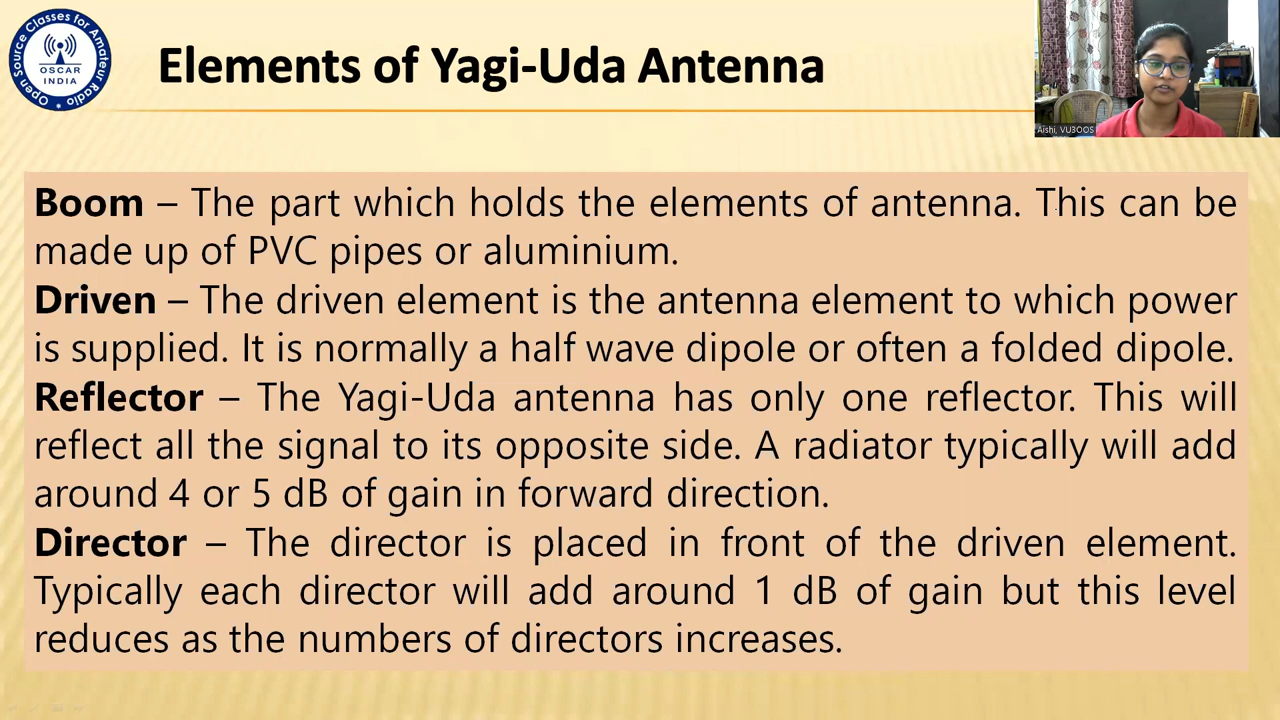 Open Source Classes for Amateur Radio
OSCAR
INDIA
Elements of Yagi-Uda Antenna
Aishi, VU3OOS
Boom – The part which holds the elements of antenna. This can be
made up of PVC pipes or aluminium.
Driven – The driven element is the antenna element to which power
is supplied. It is normally a half wave dipole or often a folded dipole.
Reflector – The Yagi-Uda antenna has only one reflector. This will
reflect all the signal to its opposite side. A radiator typically will add
around 4 or 5 dB of gain in forward direction.
Director – The director is placed in front of the driven element.
Typically each director will add around 1 dB of gain but this level
reduces as the numbers of directors increases.